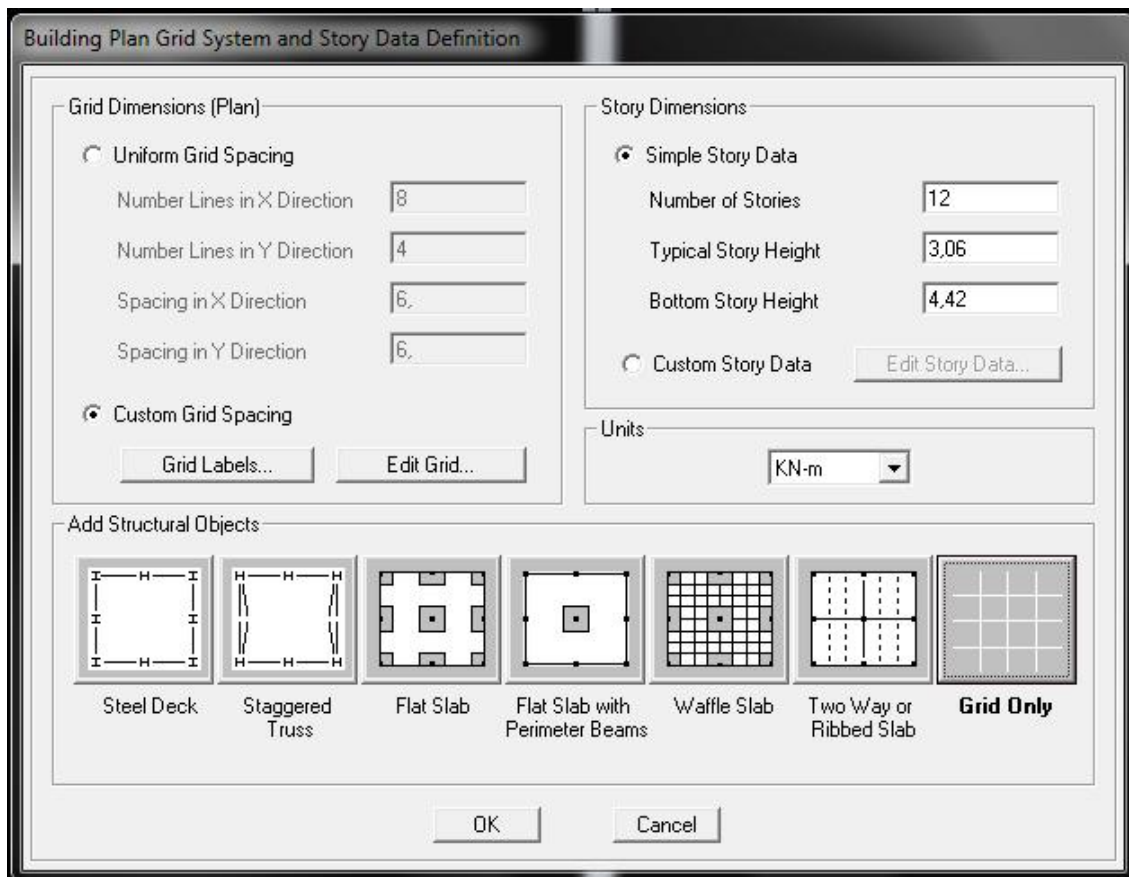 Building Plan Grid System and Story Data Definition
Grid Dimensions (Plan)
Uniform Grid Spacing
Number Lines in X Direction 8
Number Lines in Y Direction 4
Spacing in X Direction 6,
Spacing in Y Direction 6,
Custom Grid Spacing
Grid Labels... Edit Grid...
Story Dimensions
Simple Story Data
Number of Stories 12
Typical Story Height 3,06
Bottom Story Height 4,42
Custom Story Data Edit Story Data...
Units
KN-m
Add Structural Objects
Steel Deck
Staggered
Truss
Flat Slab
Flat Slab with
Perimeter Beams
Waffle Slab
Two Way or
Ribbed Slab
Grid Only
OK Cancel